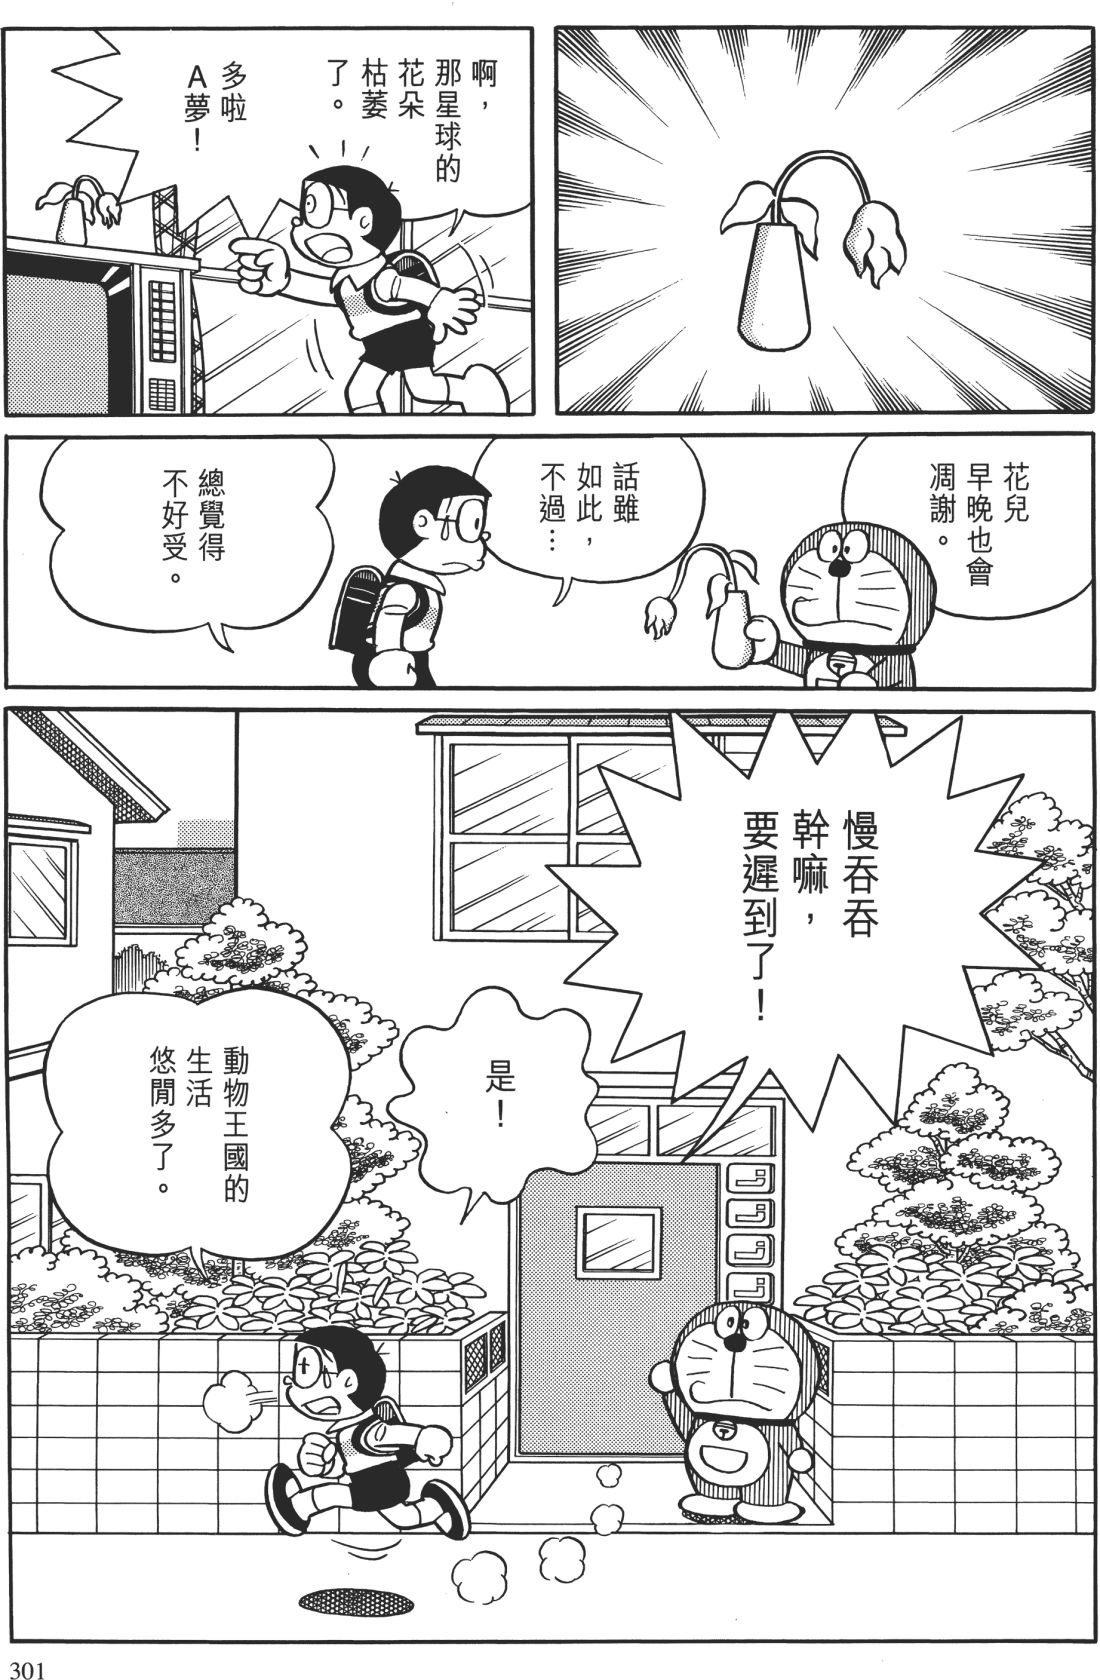 啊，
那星球的
花朵
枯萎
了。
多啦
A夢！
花兒
早晚也會
凋謝。
話雖
如此，
不過…
總覺得
不好受。
慢吞吞
幹嘛，
要遲到了！
是！
動物王國的
生活
悠閒多了。
301